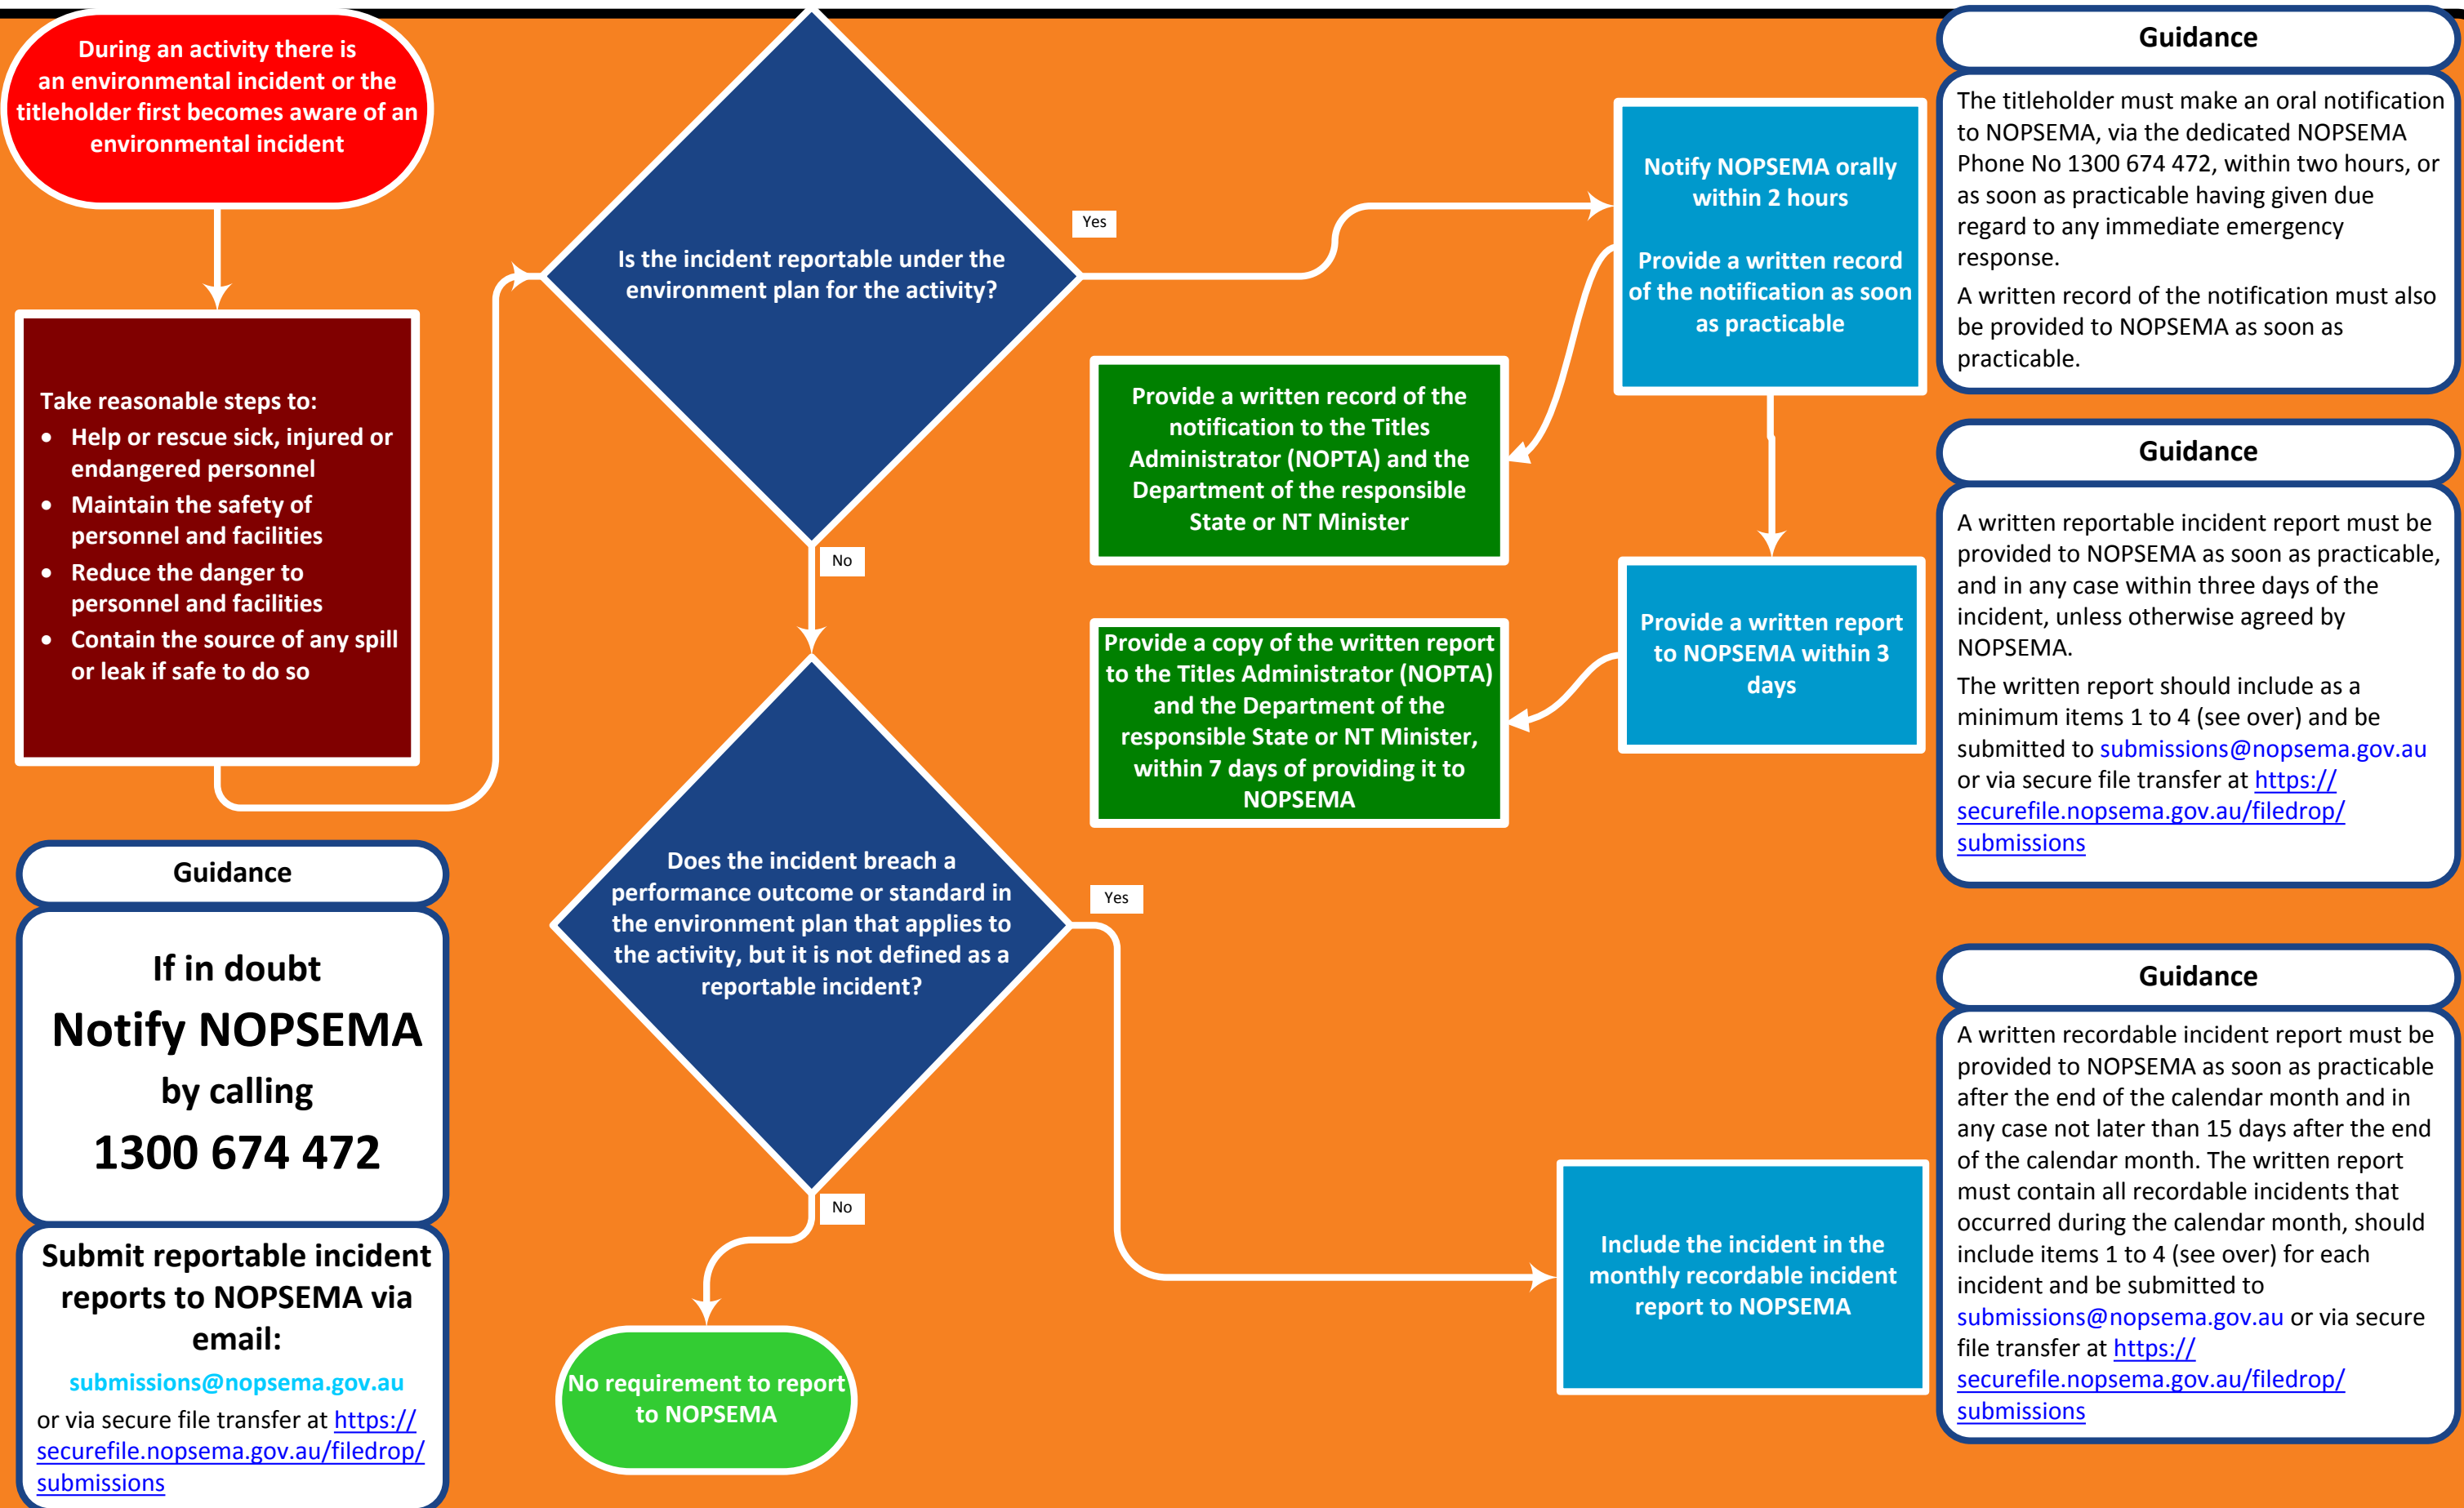 During an activity there is
an environmental incident or the
titleholder first becomes aware of an
environmental incident
Take reasonable steps to:
• Help or rescue sick, injured or
endangered personnel
• Maintain the safety of
personnel and facilities
• Reduce the danger to
personnel and facilities
• Contain the source of any spill
or leak if safe to do so
Guidance
If in doubt
Notify NOPSEMA
by calling
1300 674 472
Submit reportable incident
reports to NOPSEMA via
email:
submissions@nopsema.gov.au
or via secure file transfer at https://
securefile.nopsema.gov.au/filedrop/
submissions
Is the incident reportable under the
environment plan for the activity?
Yes
No
Does the incident breach a
performance outcome or standard in
the environment plan that applies to
the activity, but it is not defined as a
reportable incident?
Yes
No
No requirement to report
to NOPSEMA
Notify NOPSEMA orally
within 2 hours
Provide a written record
of the notification as soon
as practicable
Provide a written record of the
notification to the Titles
Administrator (NOPTA) and the
Department of the responsible
State or NT Minister
Provide a written report
to NOPSEMA within 3
days
Provide a copy of the written report
to the Titles Administrator (NOPTA)
and the Department of the
responsible State or NT Minister,
within 7 days of providing it to
NOPSEMA
Include the incident in the
monthly recordable incident
report to NOPSEMA
Guidance
The titleholder must make an oral notification
to NOPSEMA, via the dedicated NOPSEMA
Phone No 1300 674 472, within two hours, or
as soon as practicable having given due
regard to any immediate emergency
response.
A written record of the notification must also
be provided to NOPSEMA as soon as
practicable.
Guidance
A written reportable incident report must be
provided to NOPSEMA as soon as practicable,
and in any case within three days of the
incident, unless otherwise agreed by
NOPSEMA.
The written report should include as a
minimum items 1 to 4 (see over) and be
submitted to submissions@nopsema.gov.au
or via secure file transfer at https://
securefile.nopsema.gov.au/filedrop/
submissions
Guidance
A written recordable incident report must be
provided to NOPSEMA as soon as practicable
after the end of the calendar month and in
any case not later than 15 days after the end
of the calendar month. The written report
must contain all recordable incidents that
occurred during the calendar month, should
include items 1 to 4 (see over) for each
incident and be submitted to
submissions@nopsema.gov.au or via secure
file transfer at https://
securefile.nopsema.gov.au/filedrop/
submissions